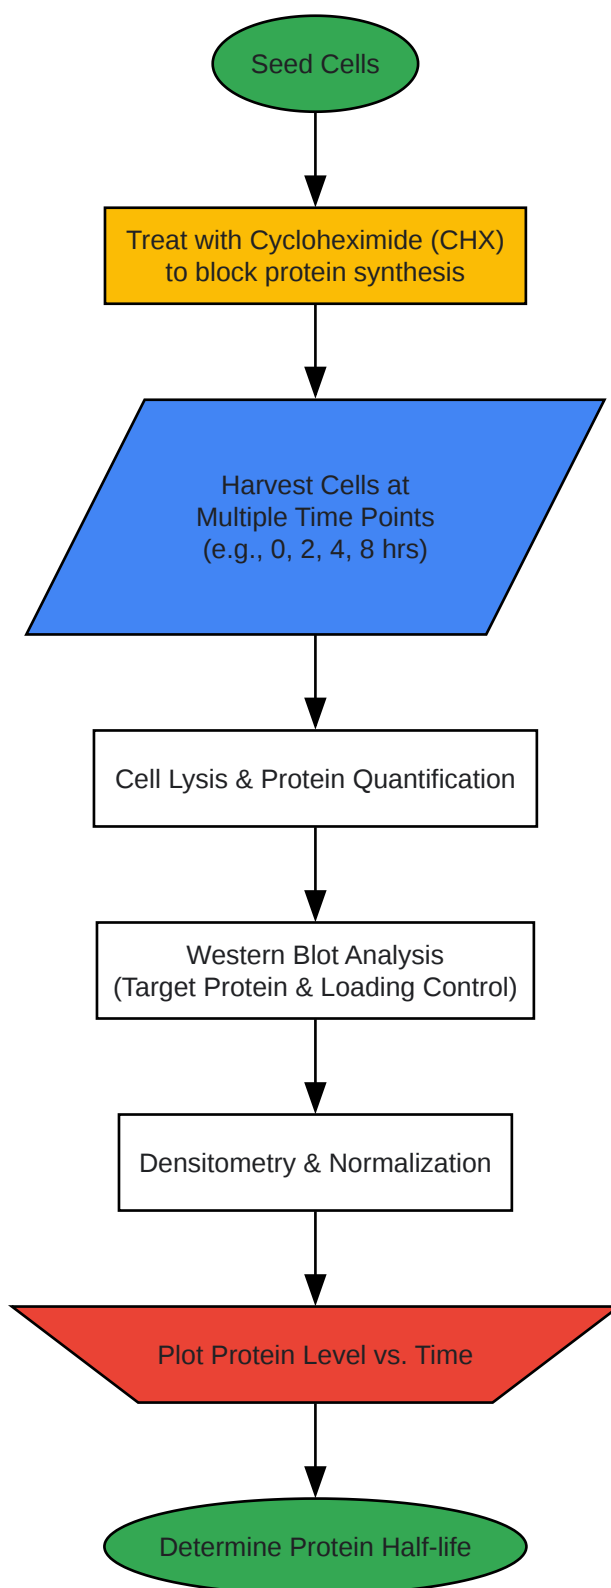 Seed Cells
Treat with Cycloheximide (CHX)
to block protein synthesis
Harvest Cells at
Multiple Time Points
(e.g., 0, 2, 4, 8 hrs)
Cell Lysis & Protein Quantification
Western Blot Analysis
(Target Protein & Loading Control)
Densitometry & Normalization
Plot Protein Level vs. Time
Determine Protein Half-life